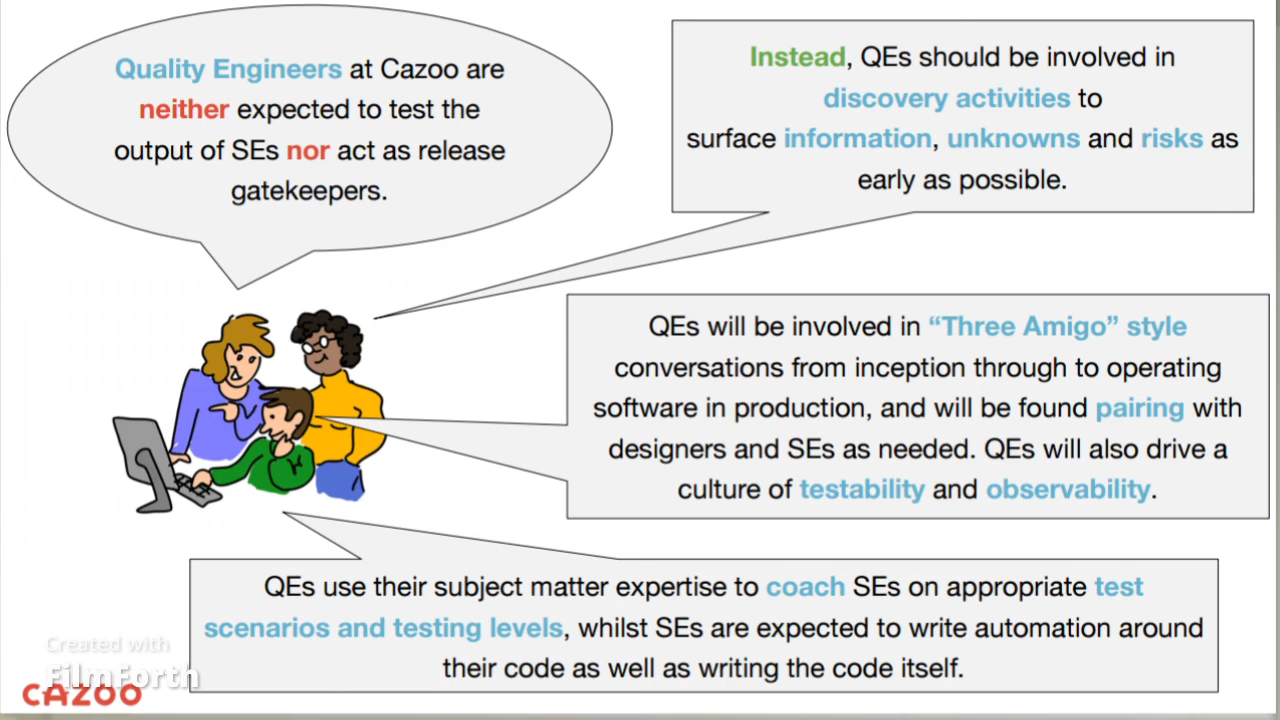 Quality Engineers at Cazoo are
neither expected to test the
output of SEs nor act as release
gatekeepers.
Instead, QEs should be involved in
discovery activities to
surface information, unknowns and risks as
early as possible.
QEs will be involved in “Three Amigo” style
conversations from inception through to operating
software in production, and will be found pairing with
designers and SEs as needed. QEs will also drive a
culture of testability and observability.
QEs use their subject matter expertise to coach SEs on appropriate test
scenarios and testing levels, whilst SEs are expected to write automation around
their code as well as writing the code itself.
Created with
FilmForth
CAZOO